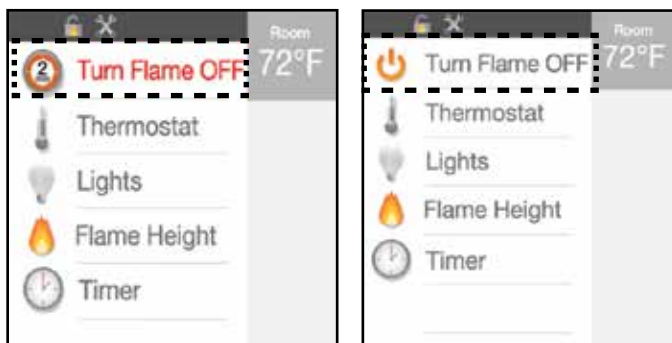 Room
72°F
2 Turn Flame OFF
Thermostat
Lights
Flame Height
Timer
Room
72°F
Turn Flame OFF
Thermostat
Lights
Flame Height
Timer